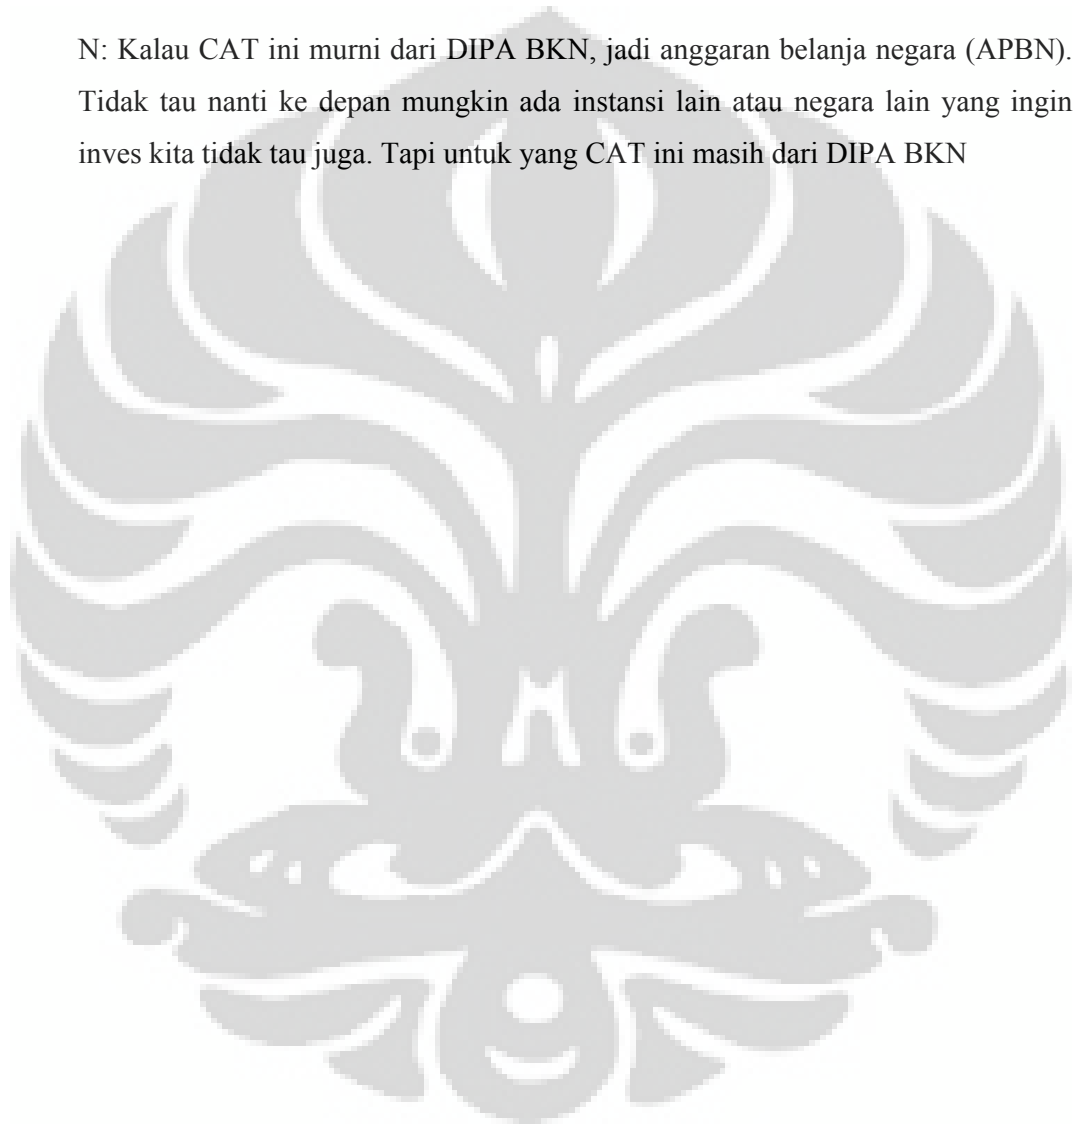 N: Kalau CAT ini murni dari DIPA BKN, jadi anggaran belanja negara (APBN).
Tidak tau nanti ke depan mungkin ada instansi lain atau negara lain yang ingin
inves kita tidak tau juga. Tapi untuk yang CAT ini masih dari DIPA BKN